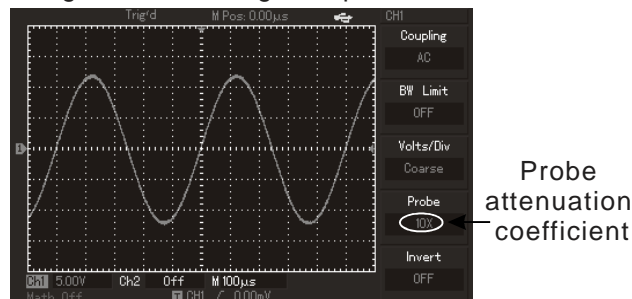 Trig'd M Pos: 0.00μs CH1
Coupling
AC
BW Limit
OFF
Volts/Div
Coarse
Probe
10X
Invert
OFF
1
Probe
attenuation
coefficient
Ch1 5.00V Ch2 Off M 100μs
Math Off T CH1 / 0.00mV